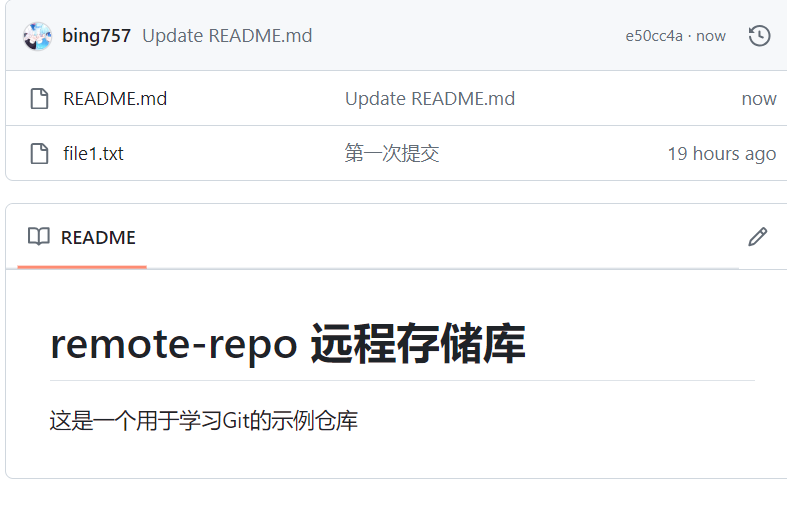 bing757 Update README.md e50cc4a · now
README.md Update README.md now
file1.txt 第一次提交 19 hours ago
README
remote-repo 远程存储库
这是一个用于学习Git的示例仓库